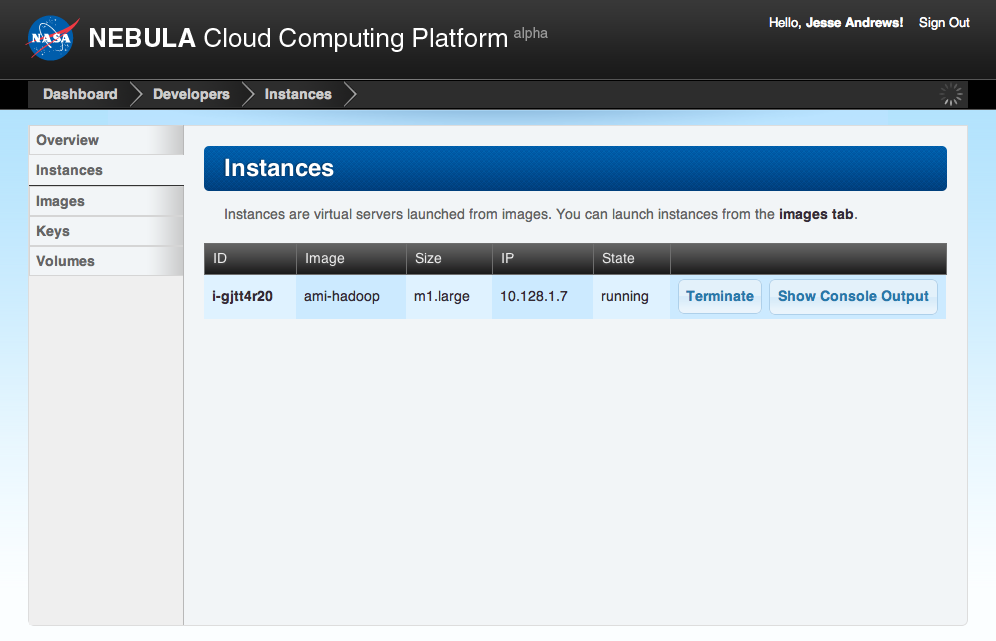 Hello, Jesse Andrews! Sign Out
NASA NEBULA Cloud Computing Platform alpha
Dashboard Developers Instances
Overview
Instances
Images
Keys
Volumes
Instances
Instances are virtual servers launched from images. You can launch instances from the images tab.
ID Image Size IP State
i-gjtt4r20 ami-hadoop m1.large 10.128.1.7 running Terminate Show Console Output